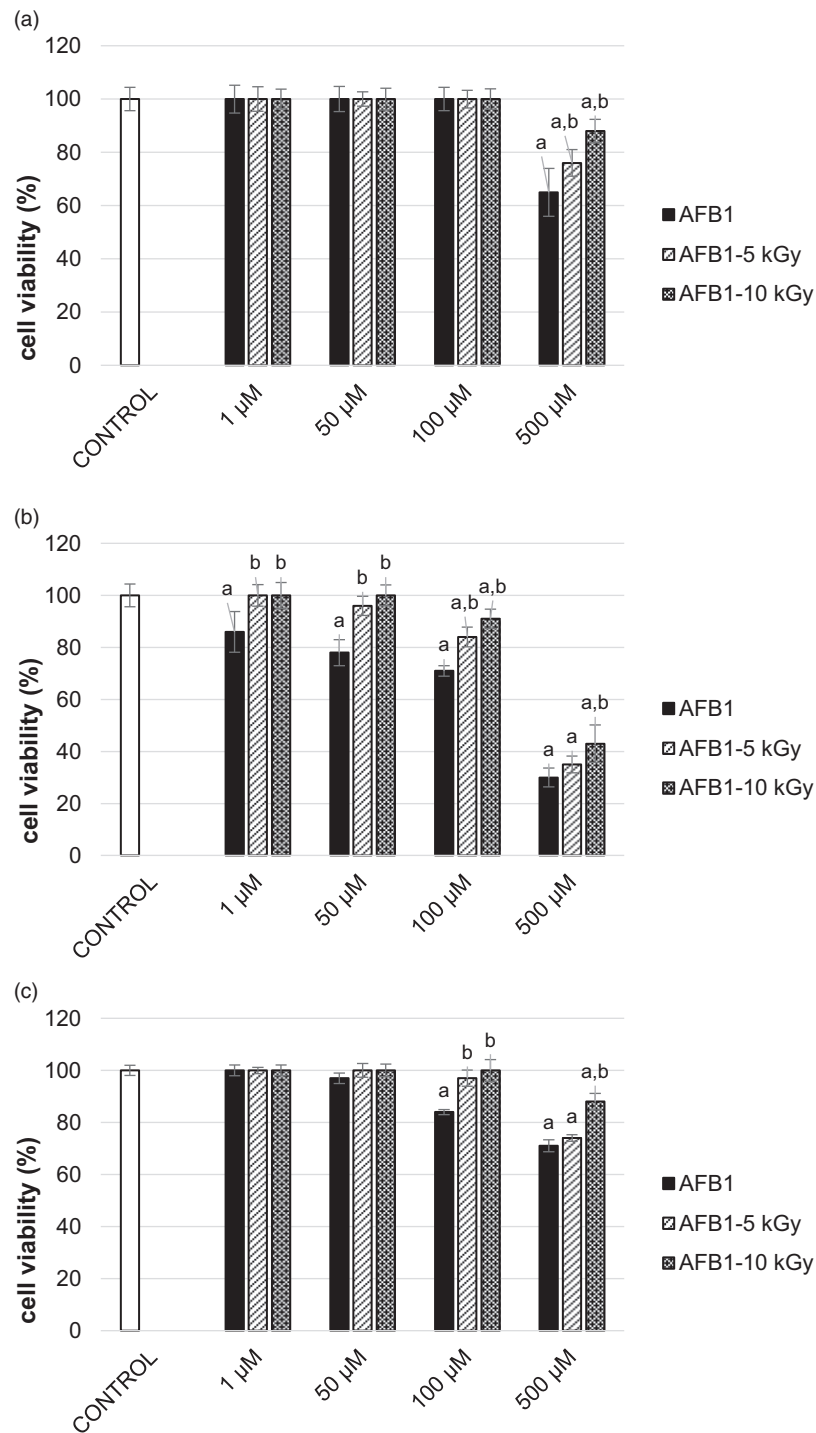 (a)
120
100
80
60
40
20
0
cell viability (%)
a
a,b
a,b
CONTROL
1 µM
50 µM
100 µM
500 µM
AFB1
AFB1-5 kGy
AFB1-10 kGy
(b)
120
100
80
60
40
20
0
cell viability (%)
a
b
b
a
b
b
a
a,b
a,b
a
a
a,b
CONTROL
1 µM
50 µM
100 µM
500 µM
AFB1
AFB1-5 kGy
AFB1-10 kGy
(c)
120
100
80
60
40
20
0
cell viability (%)
a
b
b
a
a
a,b
CONTROL
1 µM
50 µM
100 µM
500 µM
AFB1
AFB1-5 kGy
AFB1-10 kGy